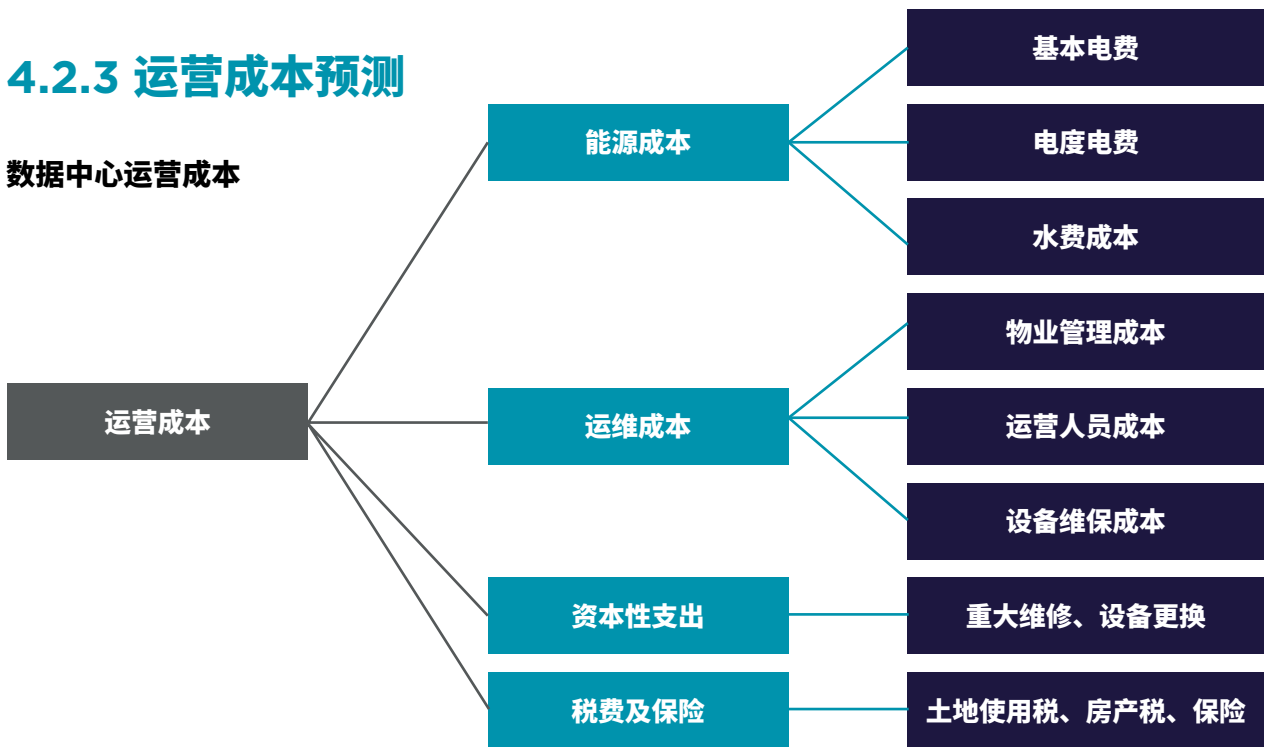 4.2.3 运营成本预测
数据中心运营成本
运营成本
能源成本
基本电费
电度电费
水费成本
运维成本
物业管理成本
运营人员成本
设备维保成本
资本性支出
重大维修、设备更换
税费及保险
土地使用税、房产税、保险